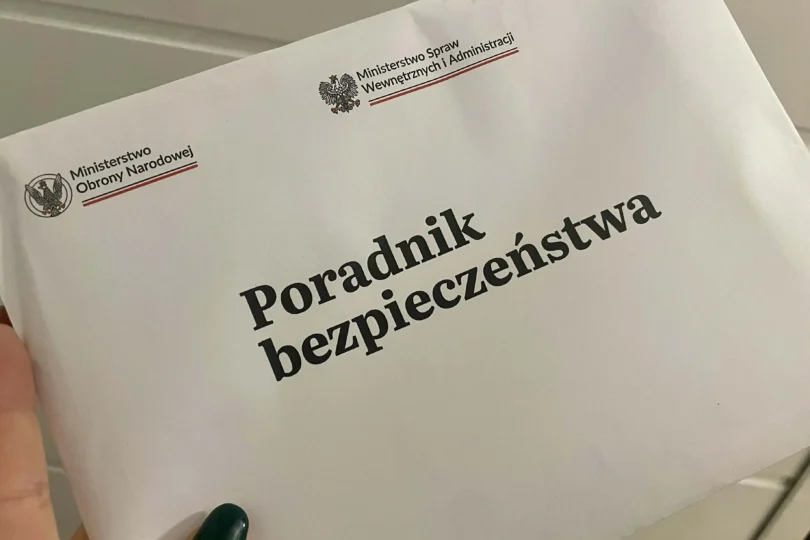 Ministerstwo
Obrony Narodowej
Ministerstwo Spraw
Wewnętrznych i Administracji
Poradnik
bezpieczeństwa